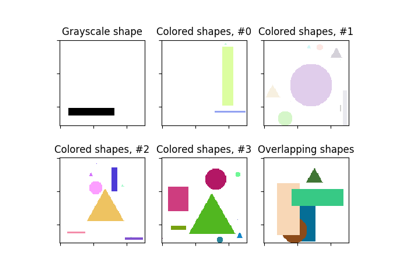 Grayscale shape
Colored shapes, #0
Colored shapes, #1
Colored shapes, #2
Colored shapes, #3
Overlapping shapes